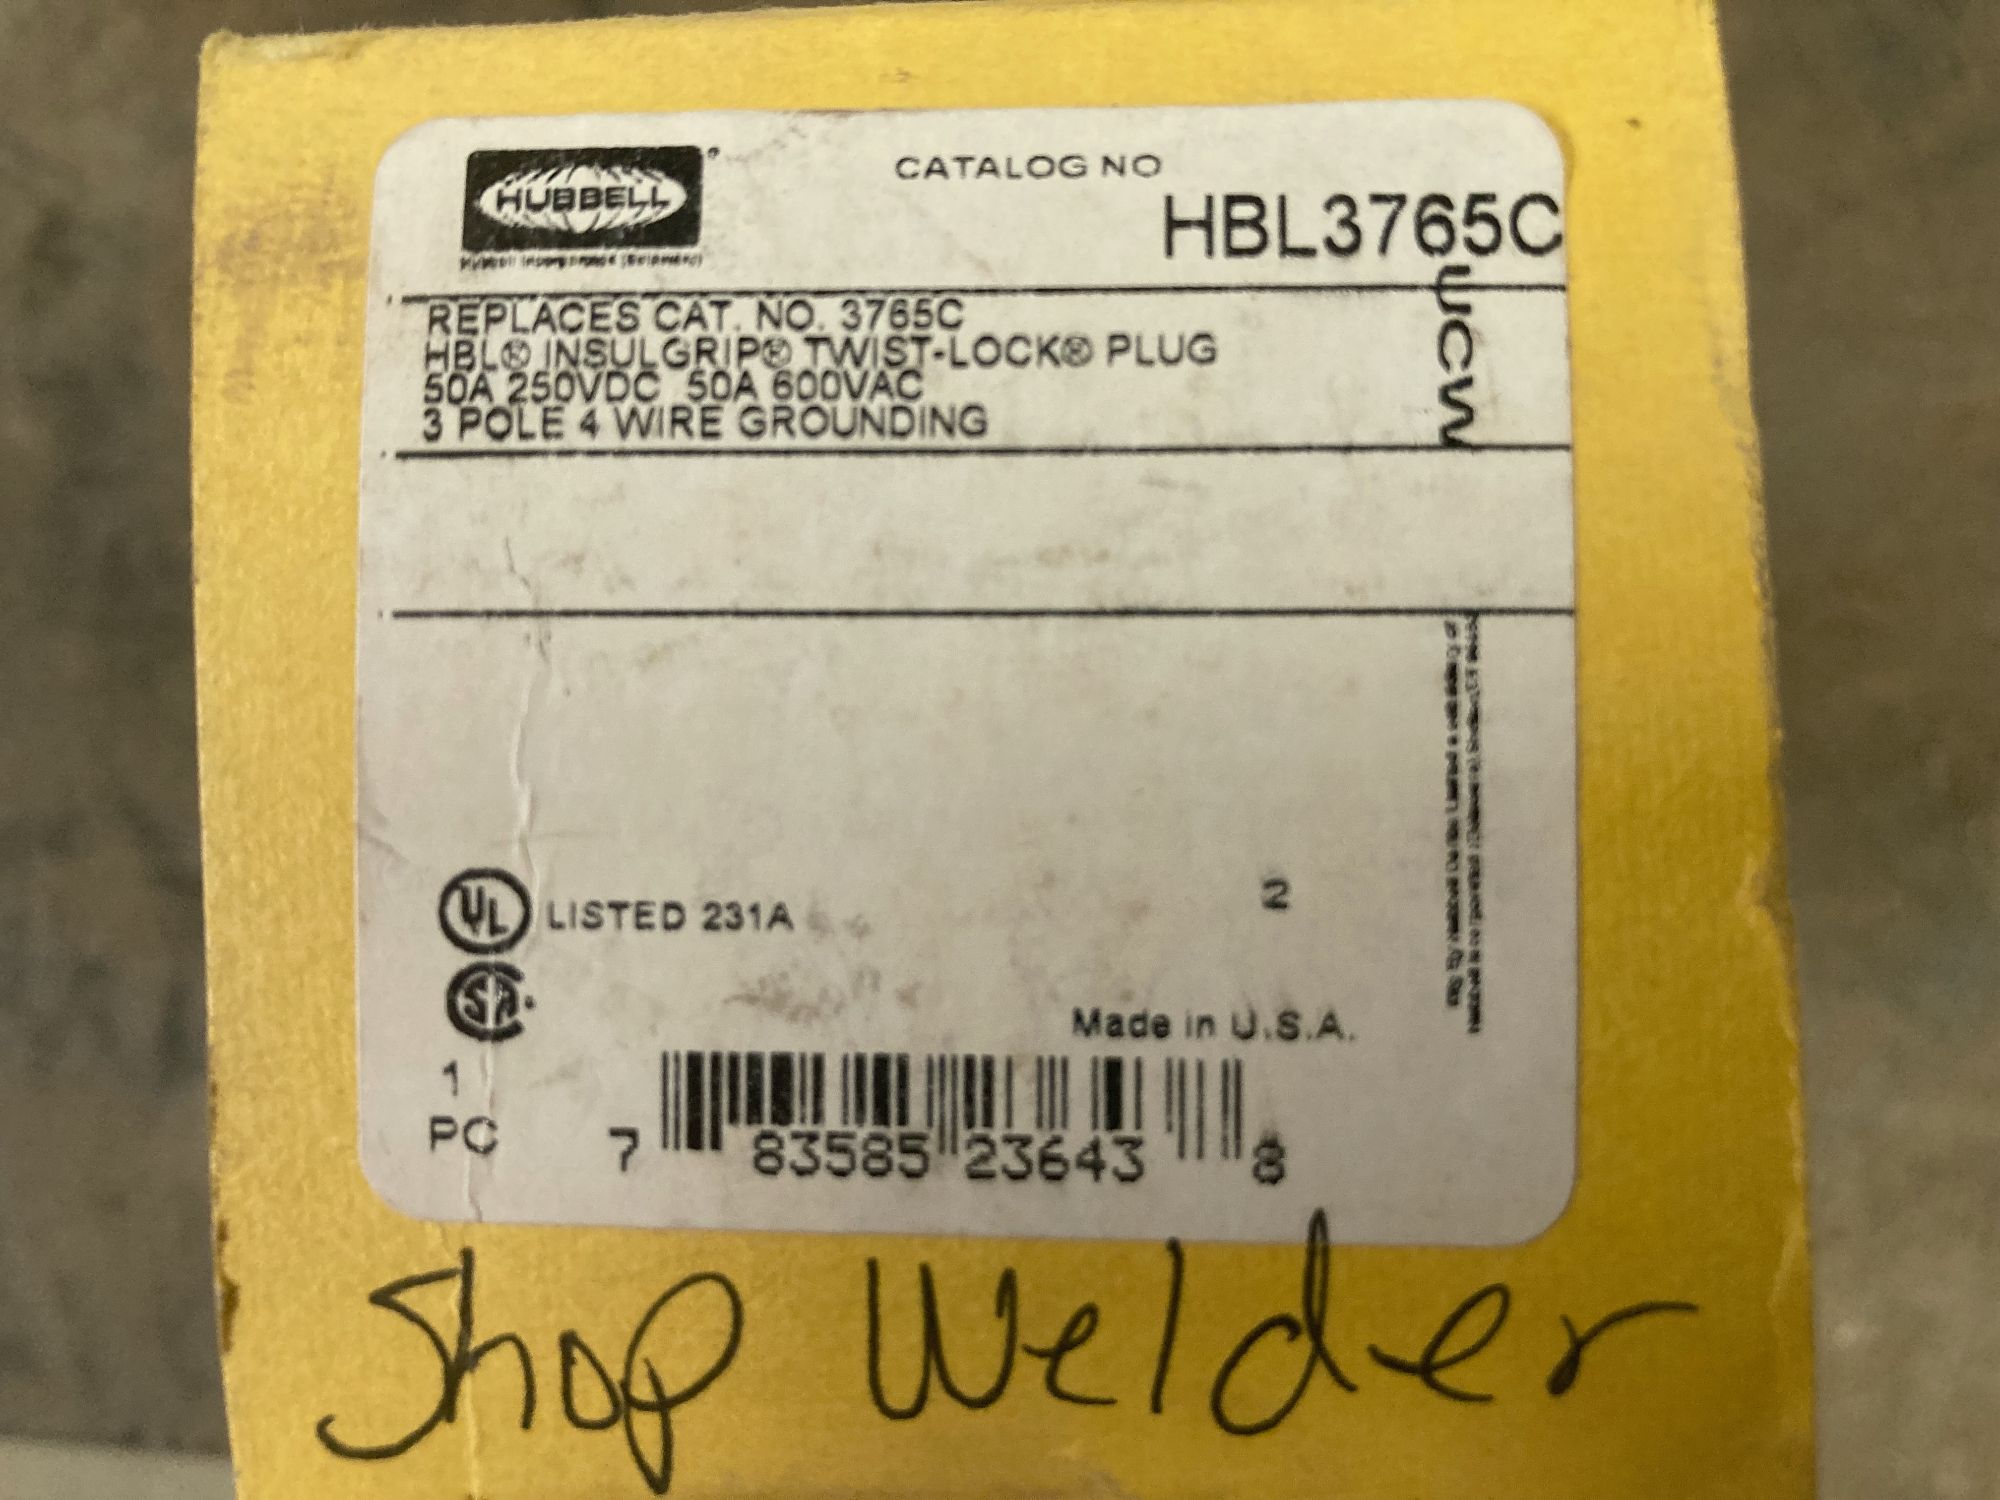 HUBBELL
CATALOG NO
HBL3765C
REPLACES CAT. NO. 3765C
HBL® INSULGRIP® TWIST-LOCK® PLUG
50A 250VDC 50A 600VAC
3 POLE 4 WIRE GROUNDING
UCW
UL LISTED 231A
2
SA
Made in U.S.A.
1
PC
7 83585 23643 8
Shop Welder